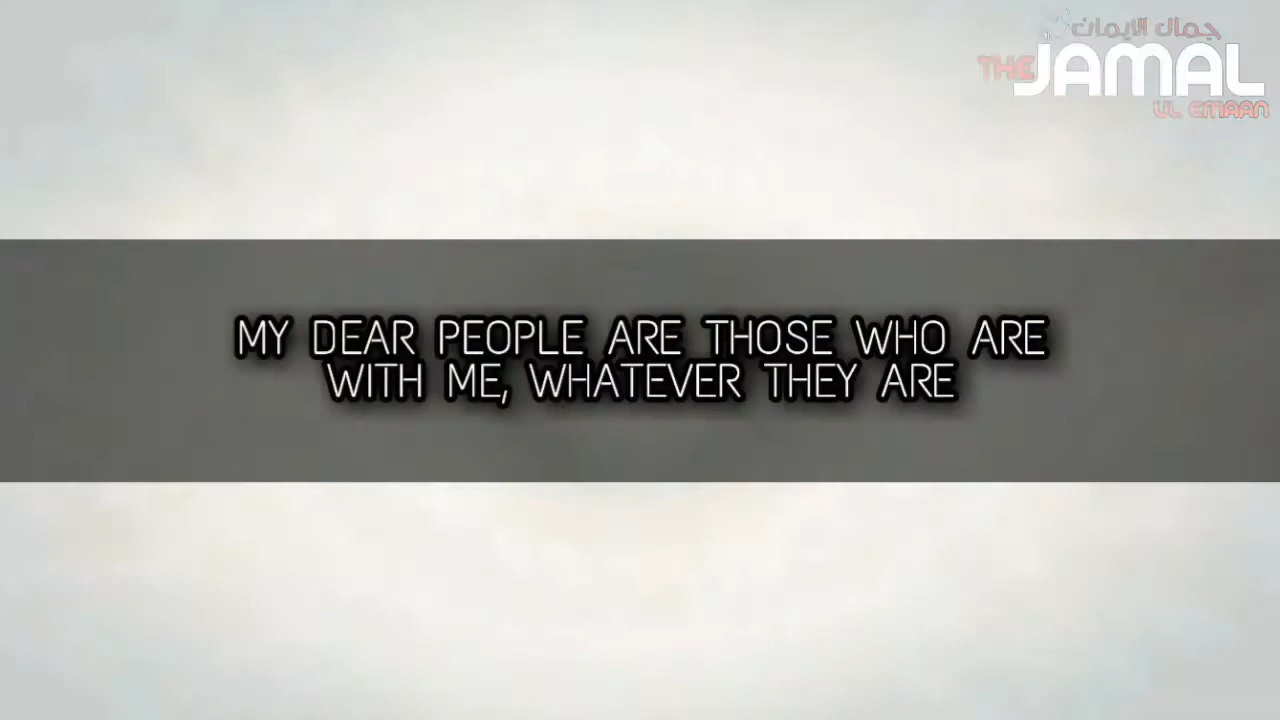 جمال الايمان
THE JAMAL
UL EMAAN
MY DEAR PEOPLE ARE THOSE WHO ARE
WITH ME, WHATEVER THEY ARE